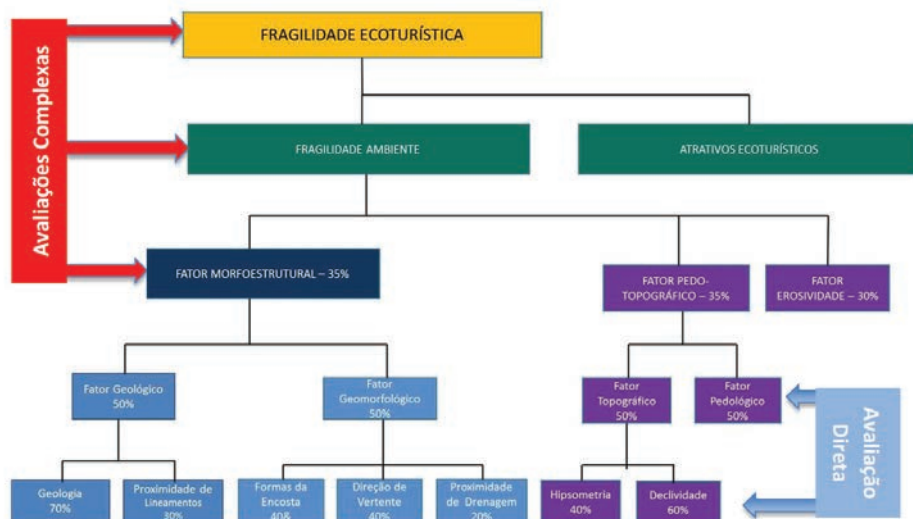 Avaliações Complexas
FRAGILIDADE ECOTURÍSTICA
FRAGILIDADE AMBIENTE
ATRATIVOS ECOTURÍSTICOS
FATOR MORFOESTRUTURAL – 35%
FATOR PEDO-
TOPOGRÁFICO – 35%
FATOR
EROSIVIDADE – 30%
Fator Geológico
50%
Fator
Geomorfológico
50%
Fator
Topográfico
50%
Fator
Pedológico
50%
Avaliação
Direta
Geologia
70%
Proximidade de
Lineamentos
30%
Formas da
Encosta
40&
Direção de
Vertente
40%
Proximidade
de Drenagem
20%
Hipsometria
40%
Declividade
60%